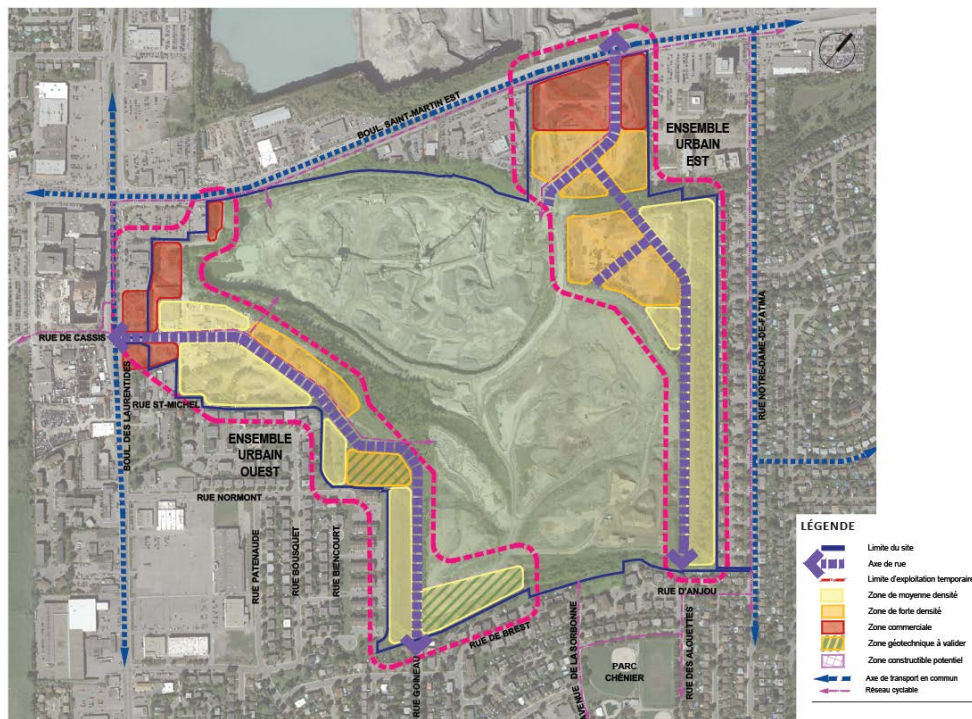 BOUL. SAINT-MARTIN EST
ENSEMBLE
URBAIN
EST
RUE NOTRE-DAME-DE-FATIMA
RUE DE CASSIS
BOUL. DES LAURENTIDES
RUE ST-MICHEL
ENSEMBLE
URBAIN
OUEST
RUE NORMONT
RUE PATENAUDE
RUE BOUSQUET
RUE BIENCOURT
RUE GOINEAU
RUE DE BREST
AVENUE DE LA SORBONNE
RUE DES ALOUETTES
RUE D'ANJOU
PARC
CHÉNIER
LÉGENDE
Limite du site
Axe de rue
Limite d'exploitation temporaire
Zone de moyenne densité
Zone de forte densité
Zone commerciale
Zone géotechnique à valider
Zone constructible potentiel
Axe de transport en commun
Réseau cyclable